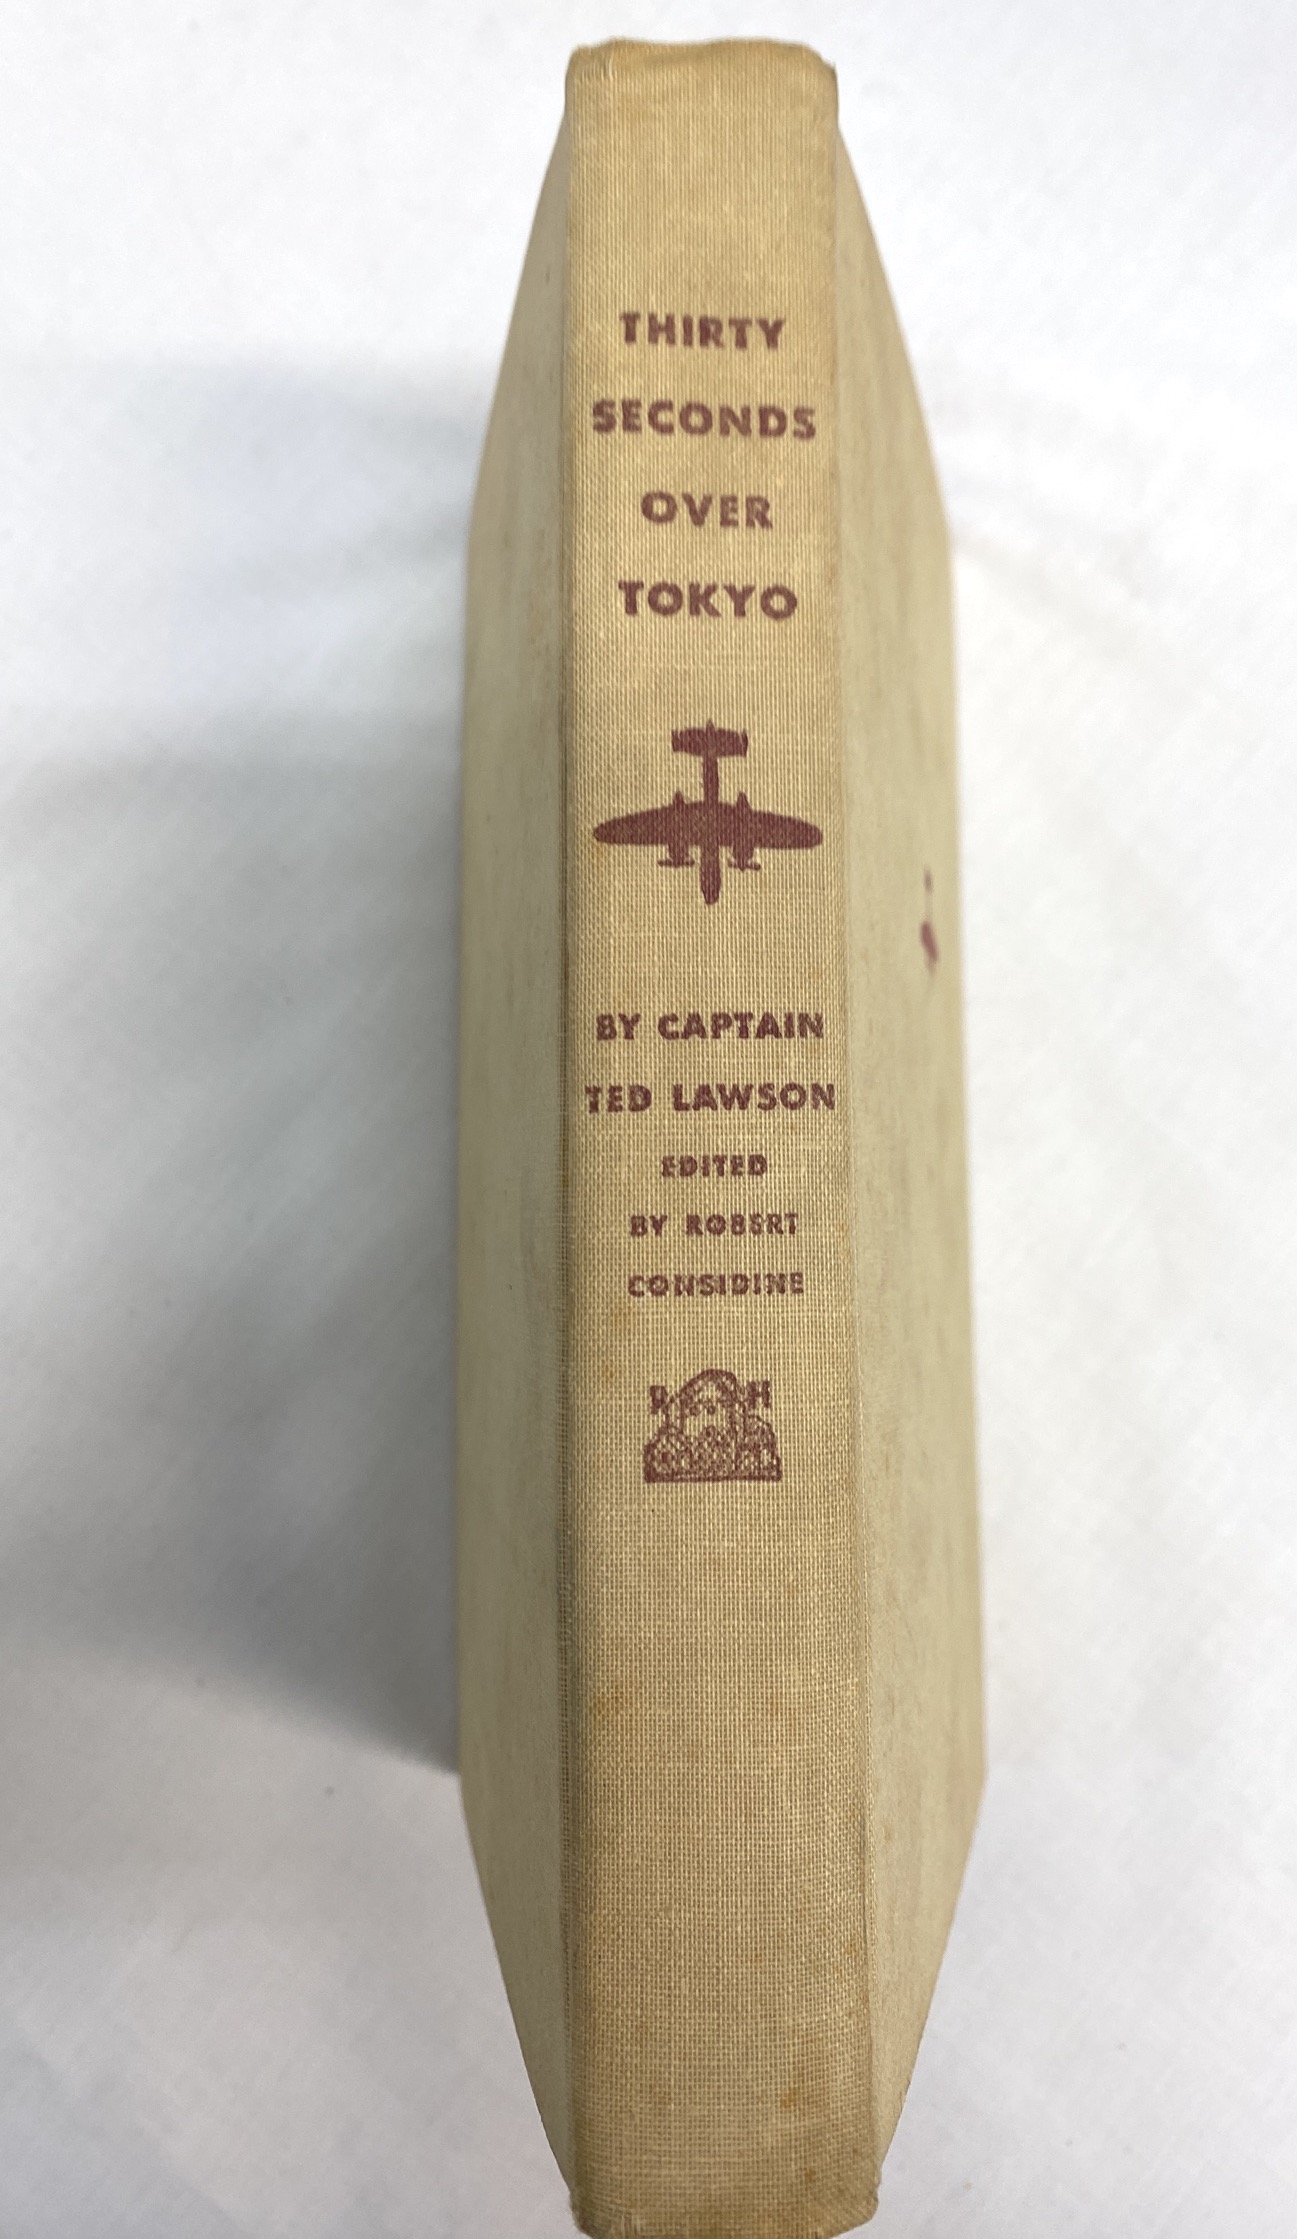 THIRTY
SECONDS
OVER
TOKYO
BY CAPTAIN
TED LAWSON
EDITED
BY ROBERT
CONSIDINE
R H